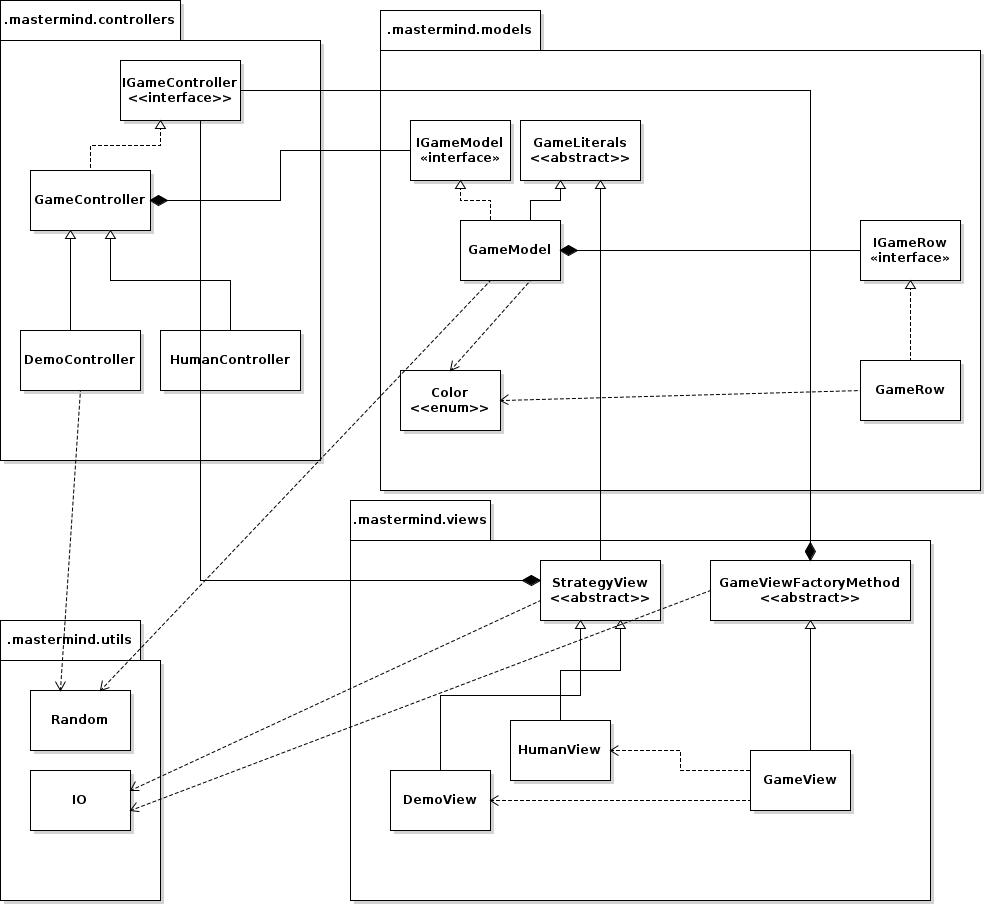 .mastermind.controllers
IGameController
<<interface>>
GameController
DemoController
HumanController
.mastermind.models
IGameModel
«interface»
GameLiterals
<<abstract>>
GameModel
IGameRow
«interface»
Color
<<enum>>
GameRow
.mastermind.views
StrategyView
<<abstract>>
GameViewFactoryMethod
<<abstract>>
HumanView
GameView
DemoView
.mastermind.utils
Random
IO